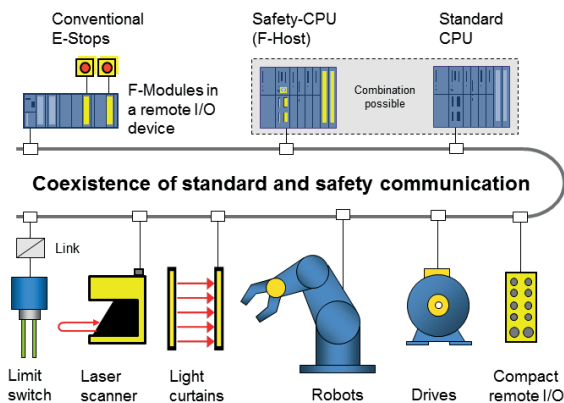 Conventional
E-Stops
Safety-CPU
(F-Host)
Standard
CPU
F-Modules in
a remote I/O
device
Combination
possible
Coexistence of standard and safety communication
Link
Limit
switch
Laser
scanner
Light
curtains
Robots
Drives
Compact
remote I/O